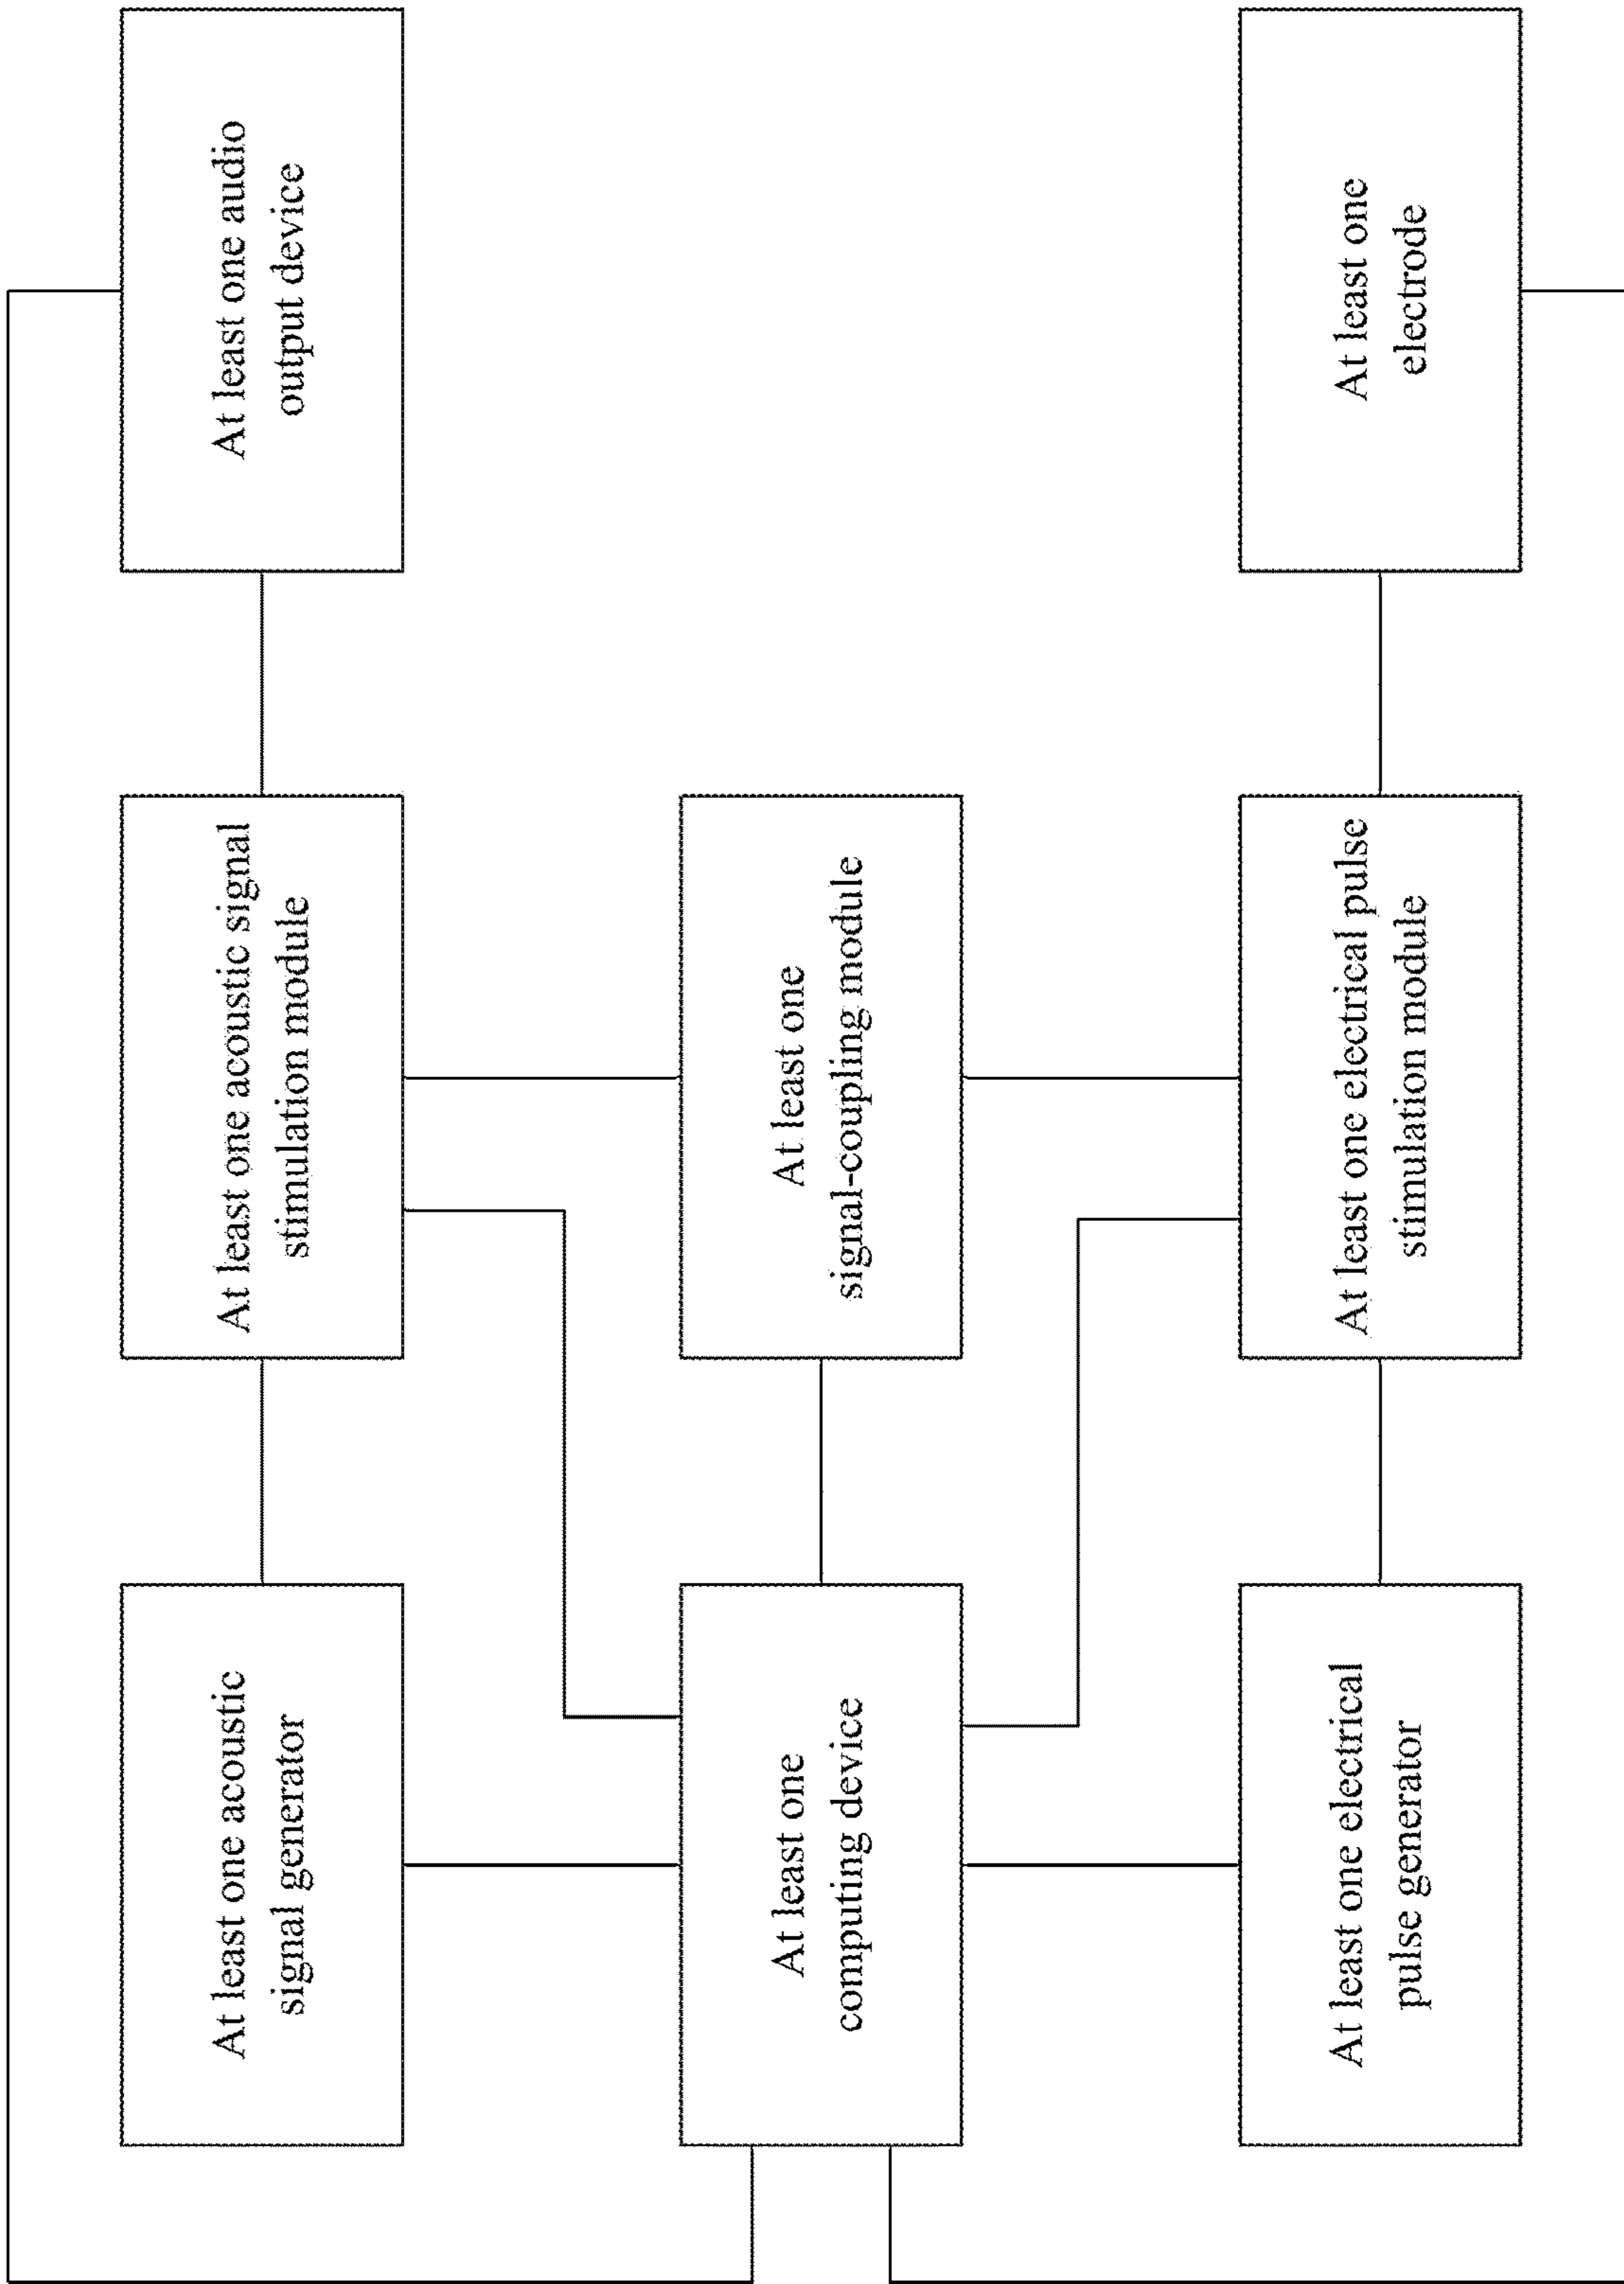 At least one acoustic
signal generator
At least one acoustic signal
stimulation module
At least one audio
output device
At least one
computing device
At least one
signal-coupling module
At least one electrical
pulse generator
At least one electrical pulse
stimulation module
At least one
electrode